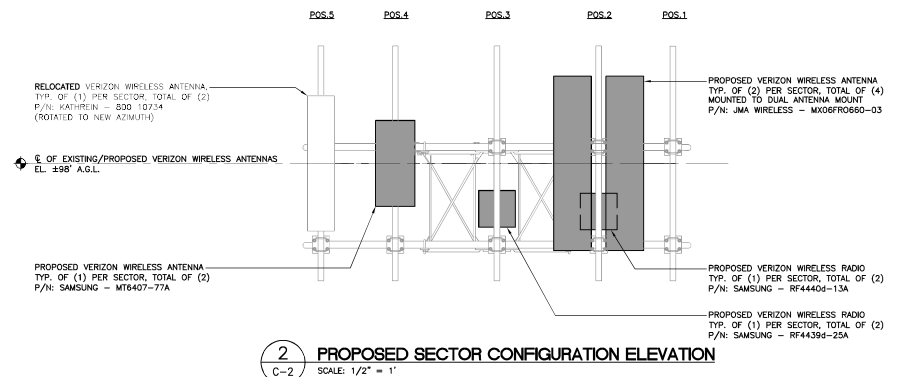 POS.5
POS.4
POS.3
POS.2
POS.1
RELOCATED VERIZON WIRELESS ANTENNA,
TYP. OF (1) PER SECTOR, TOTAL OF (2)
P/N: KATHREIN - 800 10734
(ROTATED TO NEW AZIMUTH)
PROPOSED VERIZON WIRELESS ANTENNA
TYP. OF (2) PER SECTOR, TOTAL OF (4)
MOUNTED TO DUAL ANTENNA MOUNT
P/N: JMA WIRELESS - MX06FRO660-03
℄ OF EXISTING/PROPOSED VERIZON WIRELESS ANTENNAS
EL. ±98' A.G.L.
PROPOSED VERIZON WIRELESS ANTENNA
TYP. OF (1) PER SECTOR, TOTAL OF (2)
P/N: SAMSUNG - MT6407-77A
PROPOSED VERIZON WIRELESS RADIO
TYP. OF (1) PER SECTOR, TOTAL OF (2)
P/N: SAMSUNG - RF4440d-13A
PROPOSED VERIZON WIRELESS RADIO
TYP. OF (1) PER SECTOR, TOTAL OF (2)
P/N: SAMSUNG - RF4439d-25A
2
C-2
PROPOSED SECTOR CONFIGURATION ELEVATION
SCALE: 1/2" = 1'